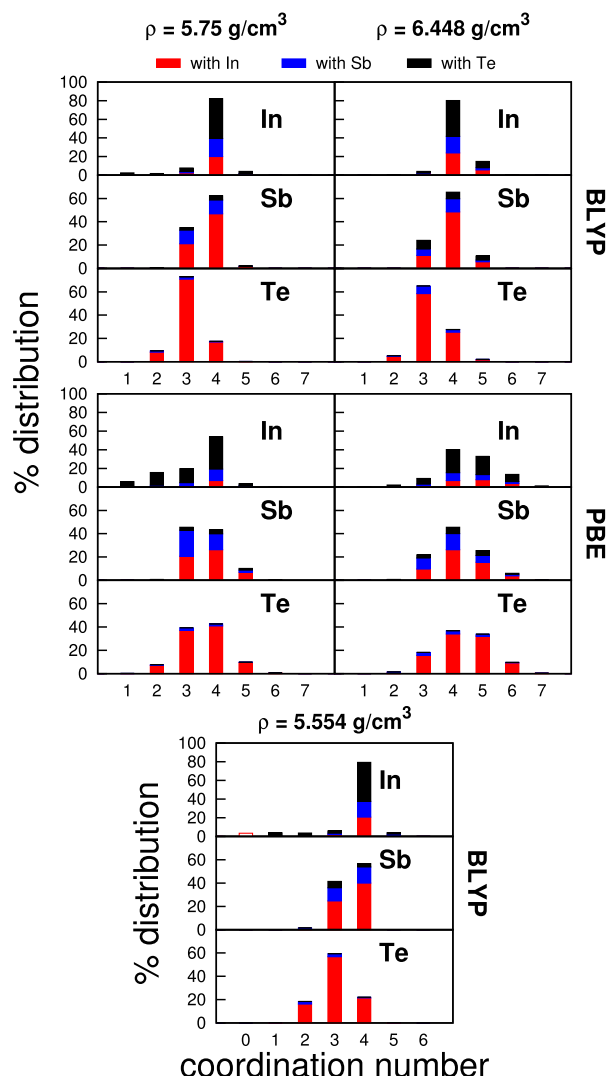 ρ = 5.75 g/cm³ ρ = 6.448 g/cm³
with In with Sb with Te
100
80
60
40
20
0
In In
60
40
20
0
Sb Sb
60
40
20
0
Te Te
BLYP
1 2 3 4 5 6 7 1 2 3 4 5 6 7
% distribution
100
80
60
40
20
0
In In
60
40
20
0
Sb Sb
60
40
20
0
Te Te
PBE
1 2 3 4 5 6 7 1 2 3 4 5 6 7
ρ = 5.554 g/cm³
100
80
60
40
20
0
In
60
40
20
0
Sb
60
40
20
0
Te
BLYP
% distribution
0 1 2 3 4 5 6
coordination number